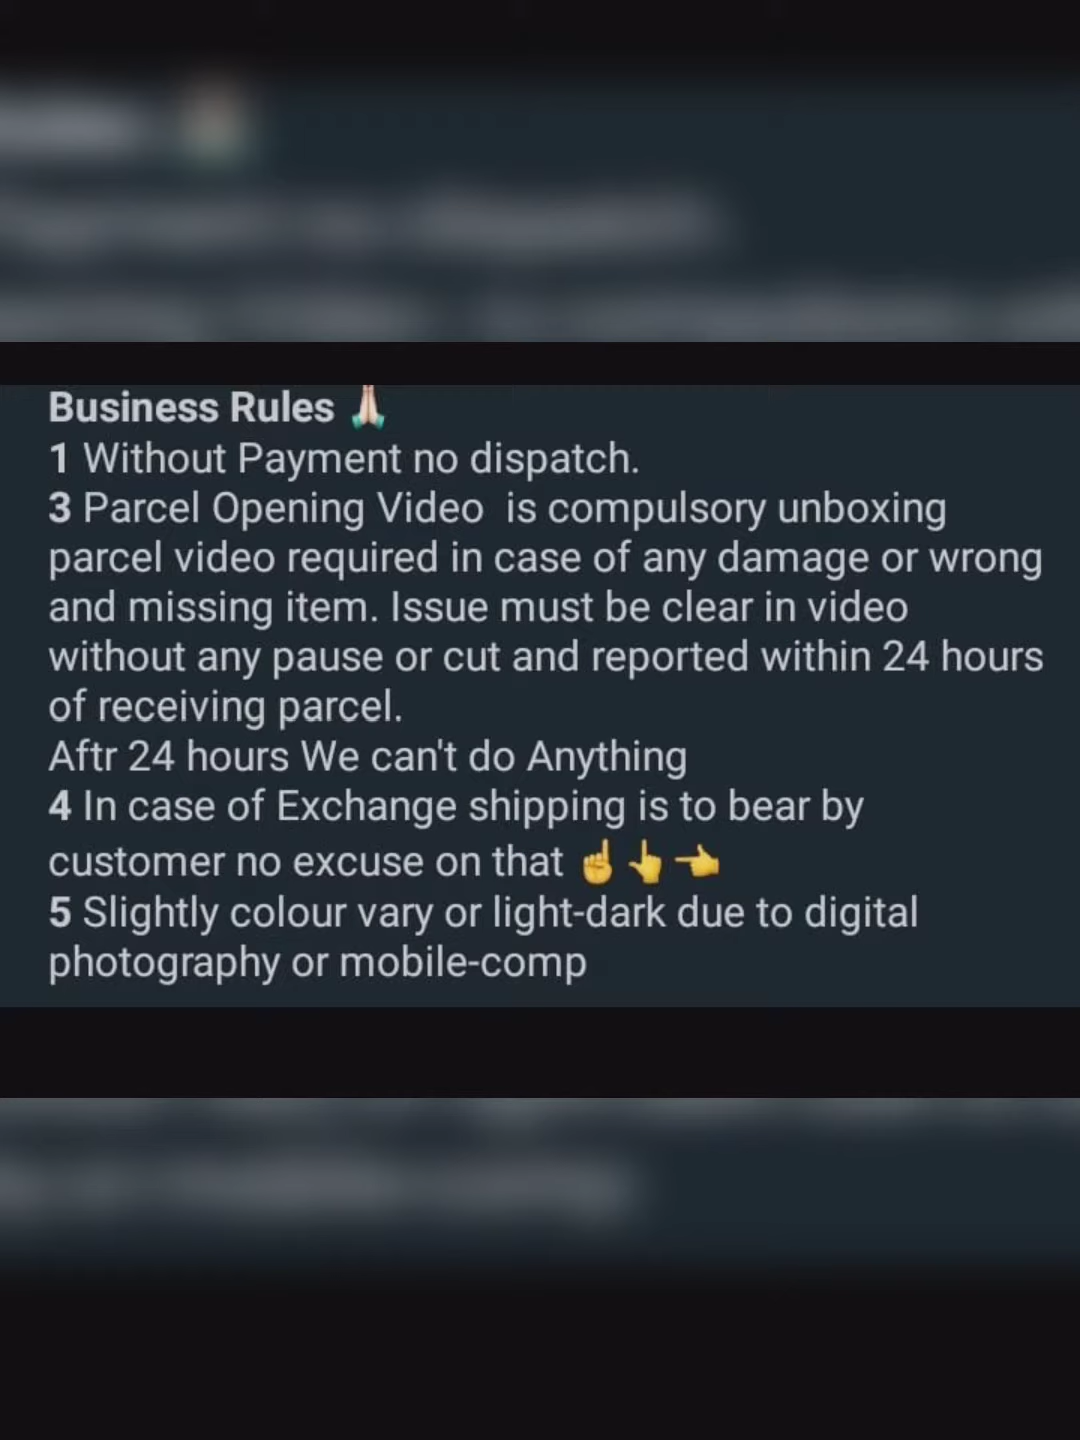 Business Rules 🙏🏻
1 Without Payment no dispatch.
3 Parcel Opening Video  is compulsory unboxing
parcel video required in case of any damage or wrong
and missing item. Issue must be clear in video
without any pause or cut and reported within 24 hours
of receiving parcel.
Aftr 24 hours We can't do Anything
4 In case of Exchange shipping is to bear by
customer no excuse on that ☝️👆👈
5 Slightly colour vary or light-dark due to digital
photography or mobile-comp